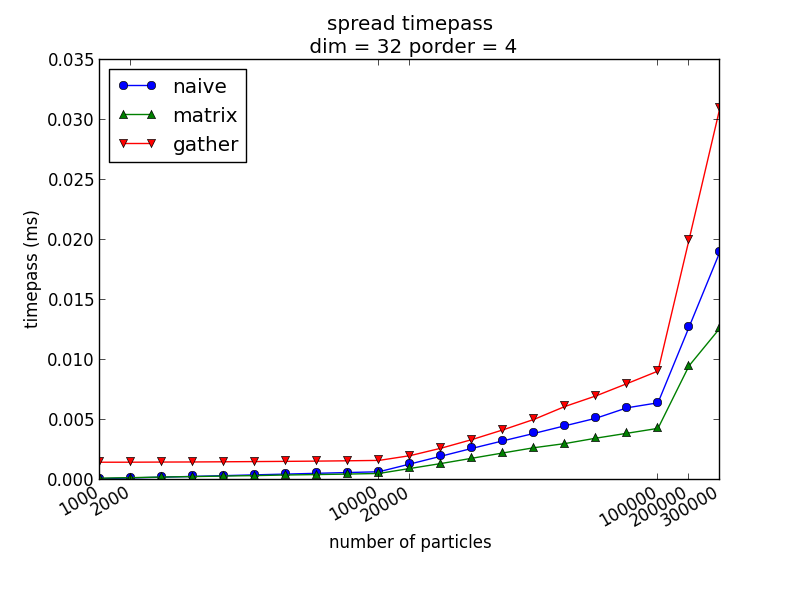 spread timepass
dim = 32 porder = 4
0.035
0.030
0.025
0.020
0.015
0.010
0.005
0.000
timepass (ms)
naive
matrix
gather
1000
2000
10000
20000
100000
200000
300000
number of particles